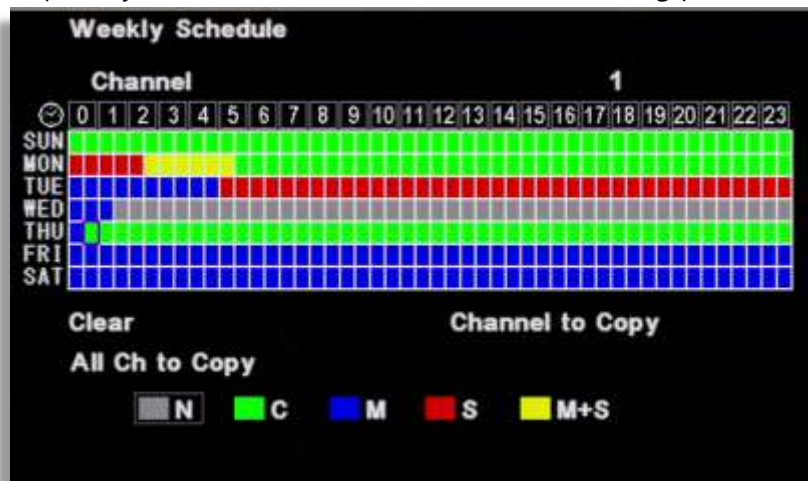 Weekly Schedule
Channel 1
0 1 2 3 4 5 6 7 8 9 10 11 12 13 14 15 16 17 18 19 20 21 22 23
SUN
MON
TUE
WED
THU
FRI
SAT
Clear Channel to Copy
All Ch to Copy
N C M S M+S